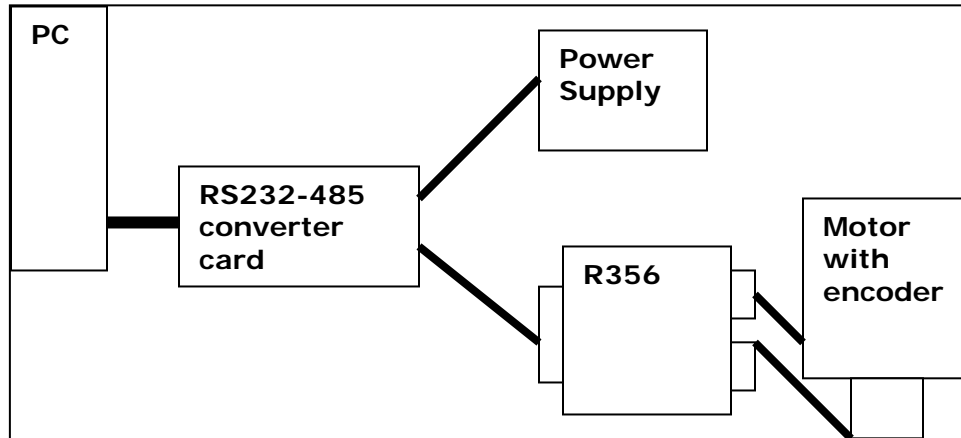 PC
Power
Supply
RS232-485
converter
card
R356
Motor
with
encoder